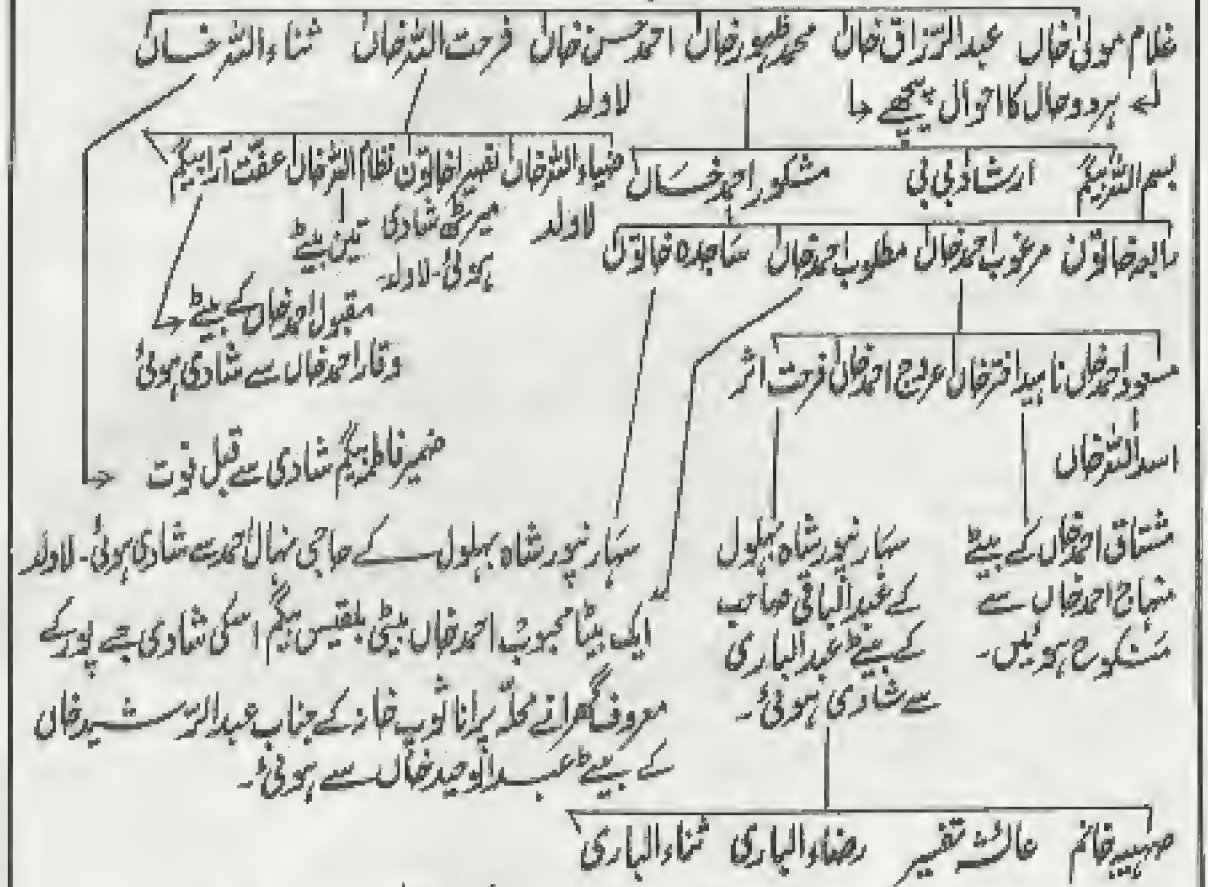 غلام مولیٰ خاں عبدالرزاق خاں محمد ظہور خاں احمد حسن خاں فرحت اللہ خاں ثناء اللہ خاں
ہر دو حال کا احوال پیچھے
لاولد
بسم اللہ بیگم ارشاد بی بی مشکور احمد خاں ضیاء اللہ خاں نصیرا خاتون نظام اللہ خاں عفت آرا بیگم
لاولد
میرٹھ شادی ہوئی۔ لاولد۔
تین بیٹے
مقبول احمد خاں کے بیٹے
وقار احمد خاں سے شادی ہوئی
رابعہ خاتون مرغوب احمد خاں مطلوب احمد خاں ساجدہ خاتون
مسعود احمد خاں ناہید اختر خاں عروج احمد خاں فرحت اثر
ضمیر فاطمہ بیگم شادی سے قبل فوت
اسد اللہ خاں
مشتاق احمد خاں کے بیٹے
منہاج احمد خاں سے
منکوح ہوئیں۔
سہارنپور شاہ بہلول
کے عبدالباقی صاحب
کے بیٹے عبدالباری
سے شادی ہوئی۔
سہارنپور شاہ بہلول کے حاجی نہال احمد سے شادی ہوئی۔ لاولد
ایک بیٹا محبوب احمد خاں بیٹی بلقیس بیگم اسکی شادی جے پور کے
معروف گھرانے محلّہ پرانا توپ خانہ کے جناب عبدالرشید خاں
کے بیٹے عبدالوحید خاں سے ہوئی۔
صہیبہ خانم عائشہ رضاء الباری ثناء الباری